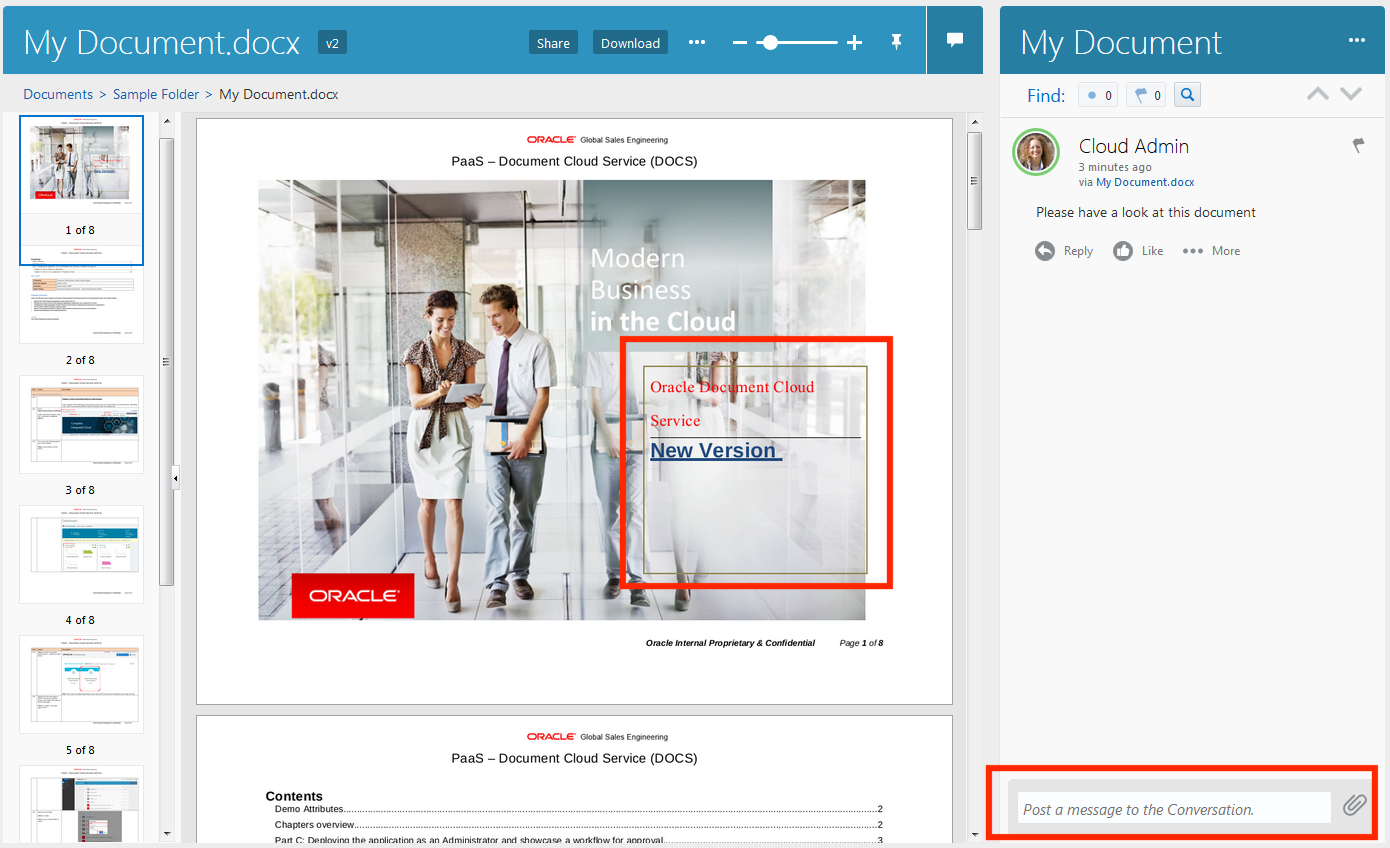 My Document.docx v2 Share Download
Documents > Sample Folder > My Document.docx
1 of 8
2 of 8
3 of 8
4 of 8
5 of 8
ORACLE Global Sales Engineering
PaaS – Document Cloud Service (DOCS)
Modern
Business
in the Cloud
Oracle Document Cloud
Service
New Version
ORACLE
Oracle Internal Proprietary & Confidential Page 1 of 8
ORACLE Global Sales Engineering
PaaS – Document Cloud Service (DOCS)
Contents
Demo Attributes 2
Chapters overview 2
Part C: Deploying the application as an Administrator and showcase a workflow for approval 3
My Document
Find: 0 0
Cloud Admin
3 minutes ago
via My Document.docx
Please have a look at this document
Reply Like More
Post a message to the Conversation.